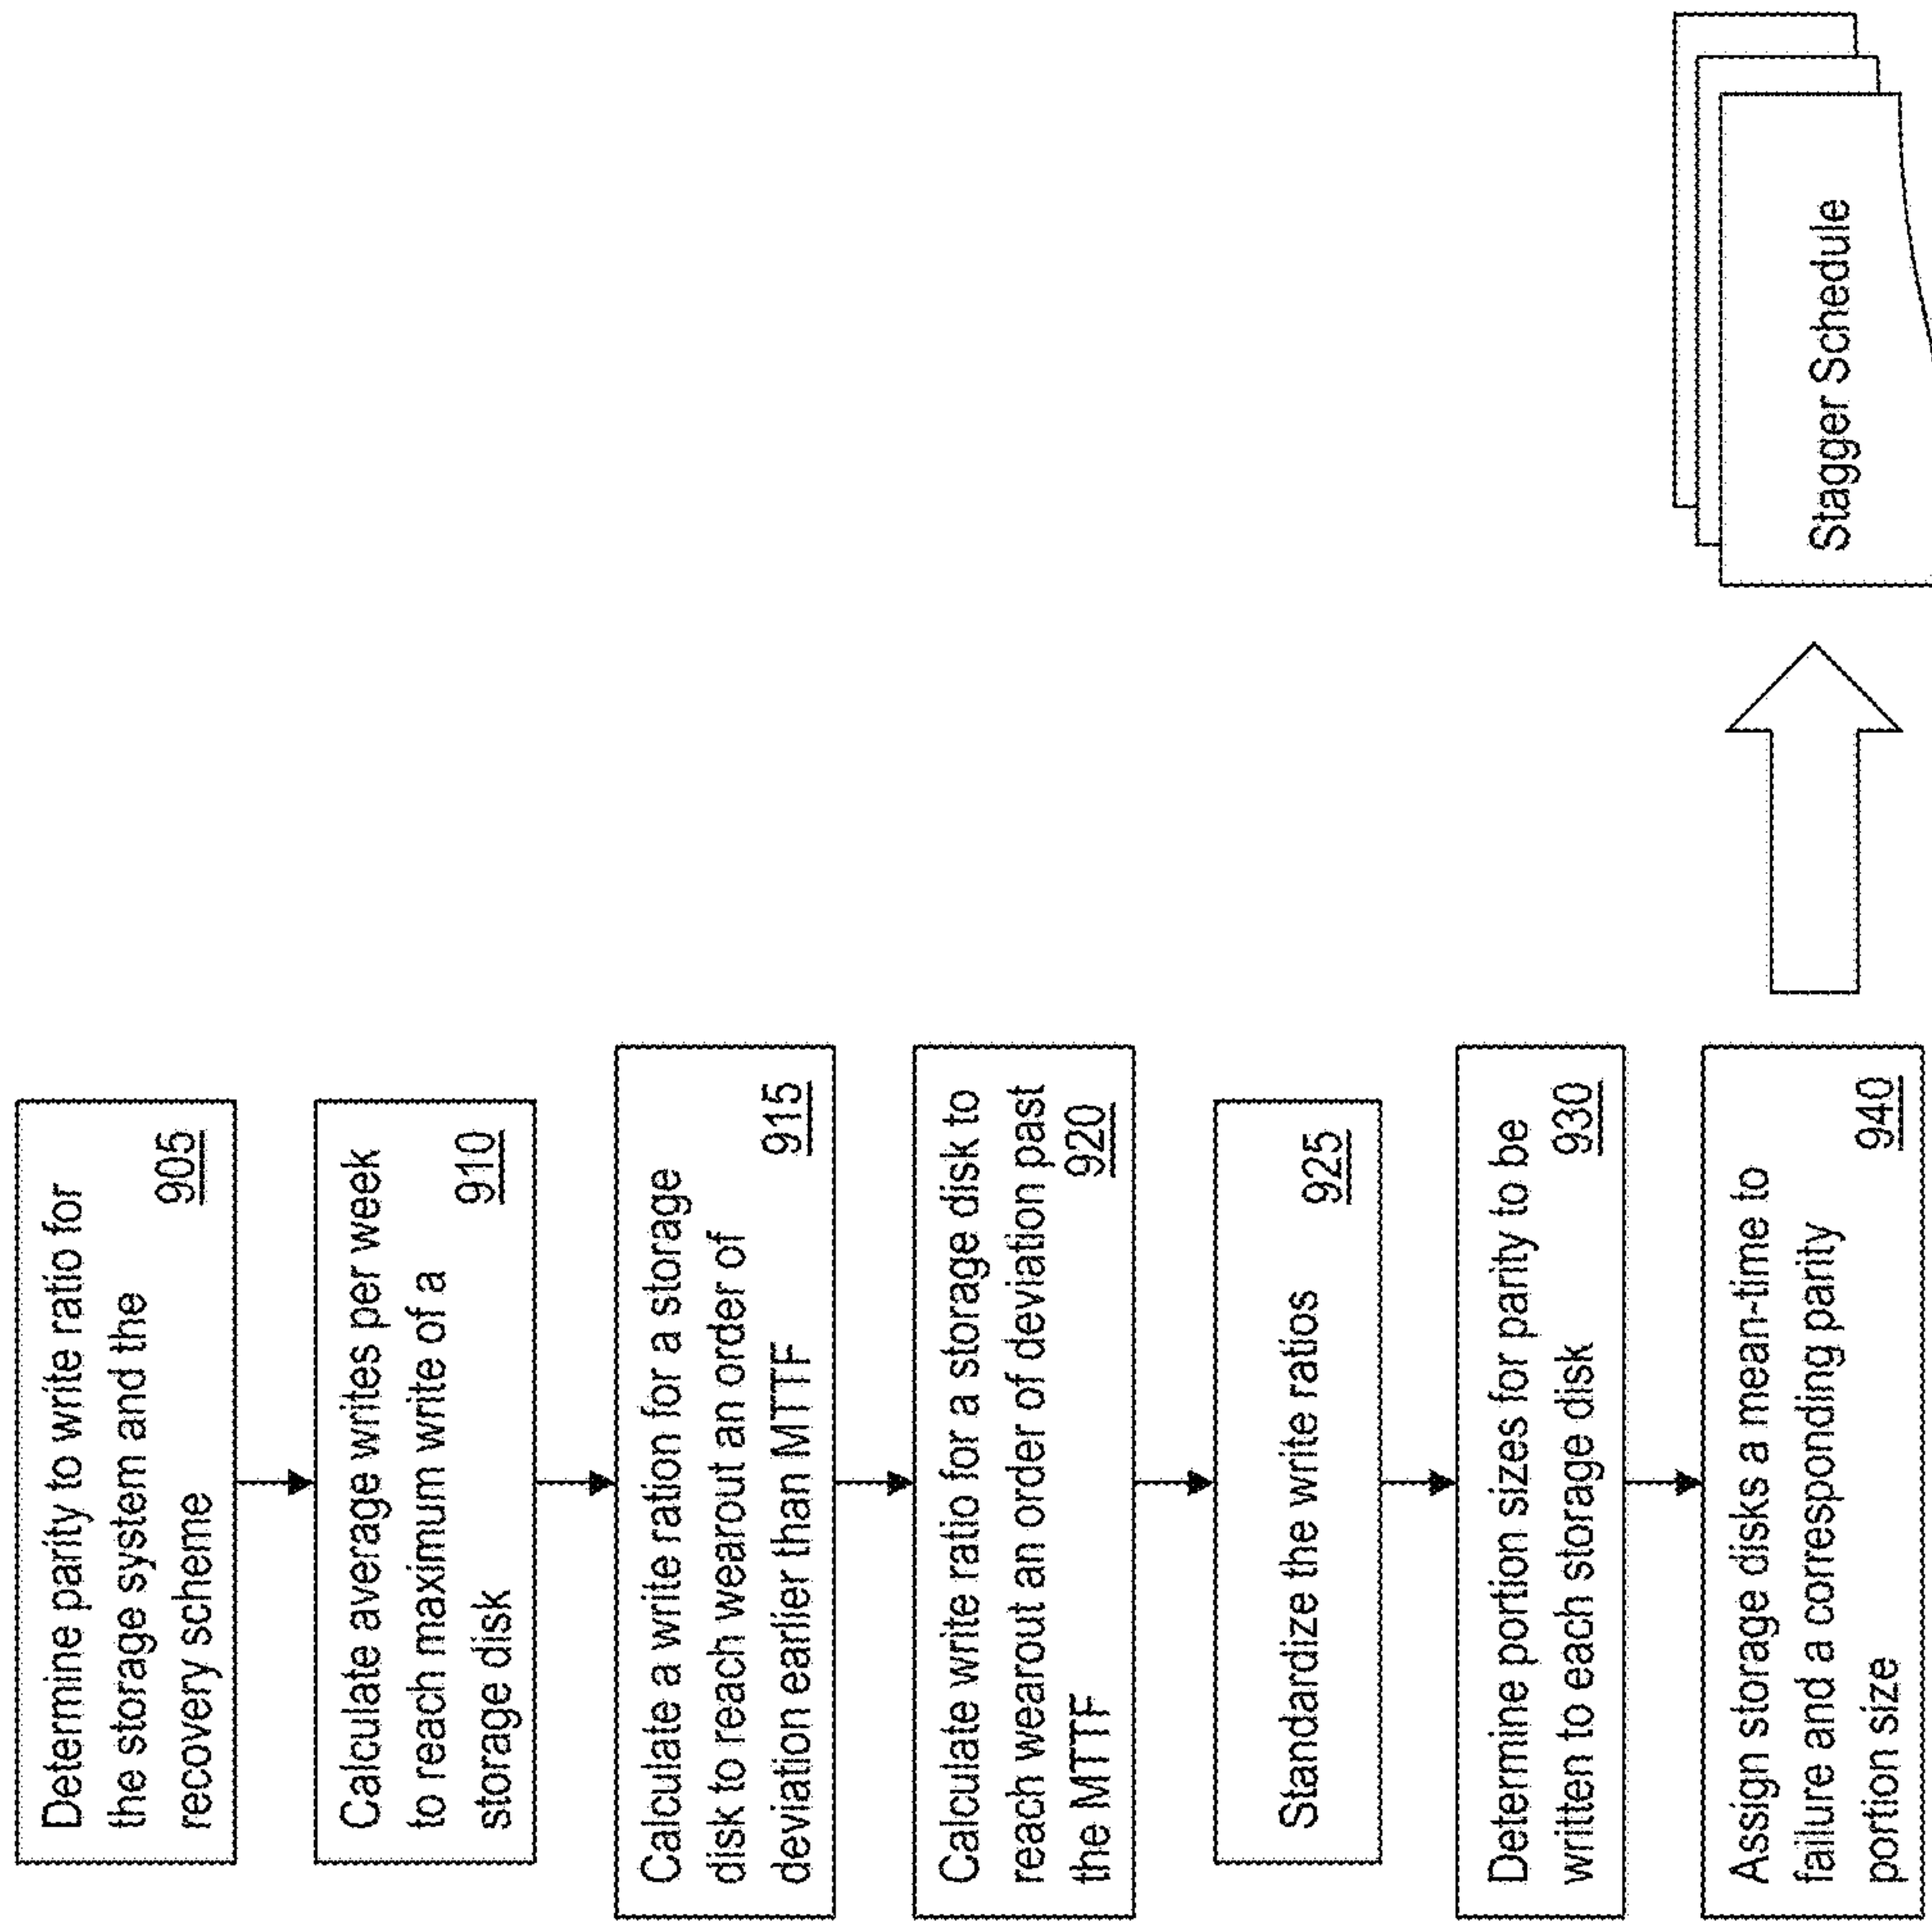 Determine parity to write ratio for
the storage system and the
recovery scheme
905
Calculate average writes per week
to reach maximum write of a
storage disk
910
Calculate a write ration for a storage
disk to reach wearout an order of
deviation earlier than MTTF
915
Calculate write ratio for a storage disk to
reach wearout an order of deviation past
the MTTF
920
Standardize the write ratios
925
Determine portion sizes for parity to be
written to each storage disk
930
Assign storage disks a mean-time to
failure and a corresponding parity
portion size
940
Stagger Schedule